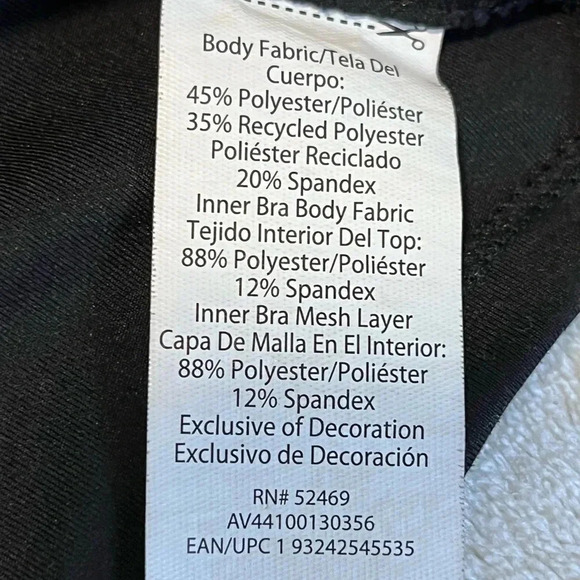 Body Fabric/Tela Del
Cuerpo:
45% Polyester/Poliéster
35% Recycled Polyester
Poliéster Reciclado
20% Spandex
Inner Bra Body Fabric
Tejido Interior Del Top:
88% Polyester/Poliéster
12% Spandex
Inner Bra Mesh Layer
Capa De Malla En El Interior:
88% Polyester/Poliéster
12% Spandex
Exclusive of Decoration
Exclusivo de Decoración
RN# 52469
AV44100130356
EAN/UPC 1 93242545535